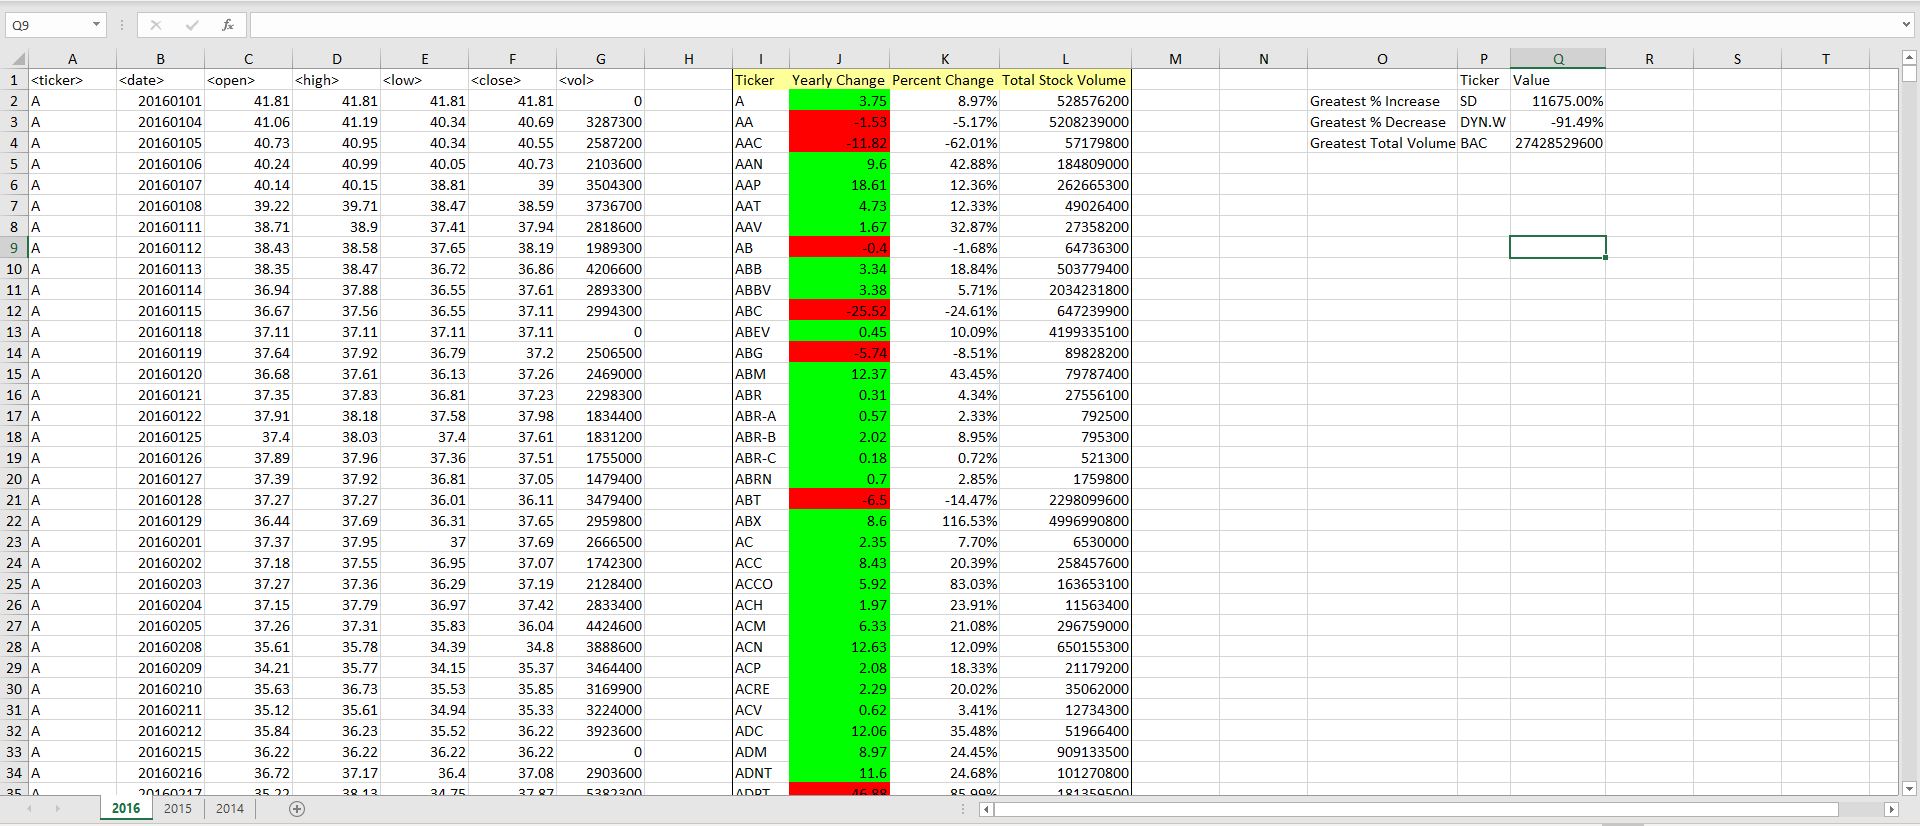 Q9 fx
A B C D E F G H I J K L M N O P Q R S T
1 <ticker> <date> <open> <high> <low> <close> <vol> Ticker Yearly Change Percent Change Total Stock Volume Ticker Value
2 A 20160101 41.81 41.81 41.81 41.81 0 A 3.75 8.97% 528576200 Greatest % Increase SD 11675.00%
3 A 20160104 41.06 41.19 40.34 40.69 3287300 AA -1.53 -5.17% 5208239000 Greatest % Decrease DYN.W -91.49%
4 A 20160105 40.73 40.95 40.34 40.55 2587200 AAC -11.82 -62.01% 57179800 Greatest Total Volume BAC 27428529600
5 A 20160106 40.24 40.99 40.05 40.73 2103600 AAN 9.6 42.88% 184809000
6 A 20160107 40.14 40.15 38.81 39 3504300 AAP 18.61 12.36% 262665300
7 A 20160108 39.22 39.71 38.47 38.59 3736700 AAT 4.73 12.33% 49026400
8 A 20160111 38.71 38.9 37.41 37.94 2818600 AAV 1.67 32.87% 27358200
9 A 20160112 38.43 38.58 37.65 38.19 1989300 AB -0.4 -1.68% 64736300
10 A 20160113 38.35 38.47 36.72 36.86 4206600 ABB 3.34 18.84% 503779400
11 A 20160114 36.94 37.88 36.55 37.61 2893300 ABBV 3.38 5.71% 2034231800
12 A 20160115 36.67 37.56 36.55 37.11 2994300 ABC -25.52 -24.61% 647239900
13 A 20160118 37.11 37.11 37.11 37.11 0 ABEV 0.45 10.09% 4199335100
14 A 20160119 37.64 37.92 36.79 37.2 2506500 ABG -5.74 -8.51% 89828200
15 A 20160120 36.68 37.61 36.13 37.26 2469000 ABM 12.37 43.45% 79787400
16 A 20160121 37.35 37.83 36.81 37.23 2298300 ABR 0.31 4.34% 27556100
17 A 20160122 37.91 38.18 37.58 37.98 1834400 ABR-A 0.57 2.33% 792500
18 A 20160125 37.4 38.03 37.4 37.61 1831200 ABR-B 2.02 8.95% 795300
19 A 20160126 37.89 37.96 37.36 37.51 1755000 ABR-C 0.18 0.72% 521300
20 A 20160127 37.39 37.92 36.81 37.05 1479400 ABRN 0.7 2.85% 1759800
21 A 20160128 37.27 37.27 36.01 36.11 3479400 ABT -6.5 -14.47% 2298099600
22 A 20160129 36.44 37.69 36.31 37.65 2959800 ABX 8.6 116.53% 4996990800
23 A 20160201 37.37 37.95 37 37.69 2666500 AC 2.35 7.70% 6530000
24 A 20160202 37.18 37.55 36.95 37.07 1742300 ACC 8.43 20.39% 258457600
25 A 20160203 37.27 37.36 36.29 37.19 2128400 ACCO 5.92 83.03% 163653100
26 A 20160204 37.15 37.79 36.97 37.42 2833400 ACH 1.97 23.91% 11563400
27 A 20160205 37.26 37.31 35.83 36.04 4424600 ACM 6.33 21.08% 296759000
28 A 20160208 35.61 35.78 34.39 34.8 3888600 ACN 12.63 12.09% 650155300
29 A 20160209 34.21 35.77 34.15 35.37 3464400 ACP 2.08 18.33% 21179200
30 A 20160210 35.63 36.73 35.53 35.85 3169900 ACRE 2.29 20.02% 35062000
31 A 20160211 35.12 35.61 34.94 35.33 3224000 ACV 0.62 3.41% 12734300
32 A 20160212 35.84 36.23 35.52 36.22 3923600 ADC 12.06 35.48% 51966400
33 A 20160215 36.22 36.22 36.22 36.22 0 ADM 8.97 24.45% 909133500
34 A 20160216 36.72 37.17 36.4 37.08 2903600 ADNT 11.6 24.68% 101270800
35 A 20160217
2016 2015 2014